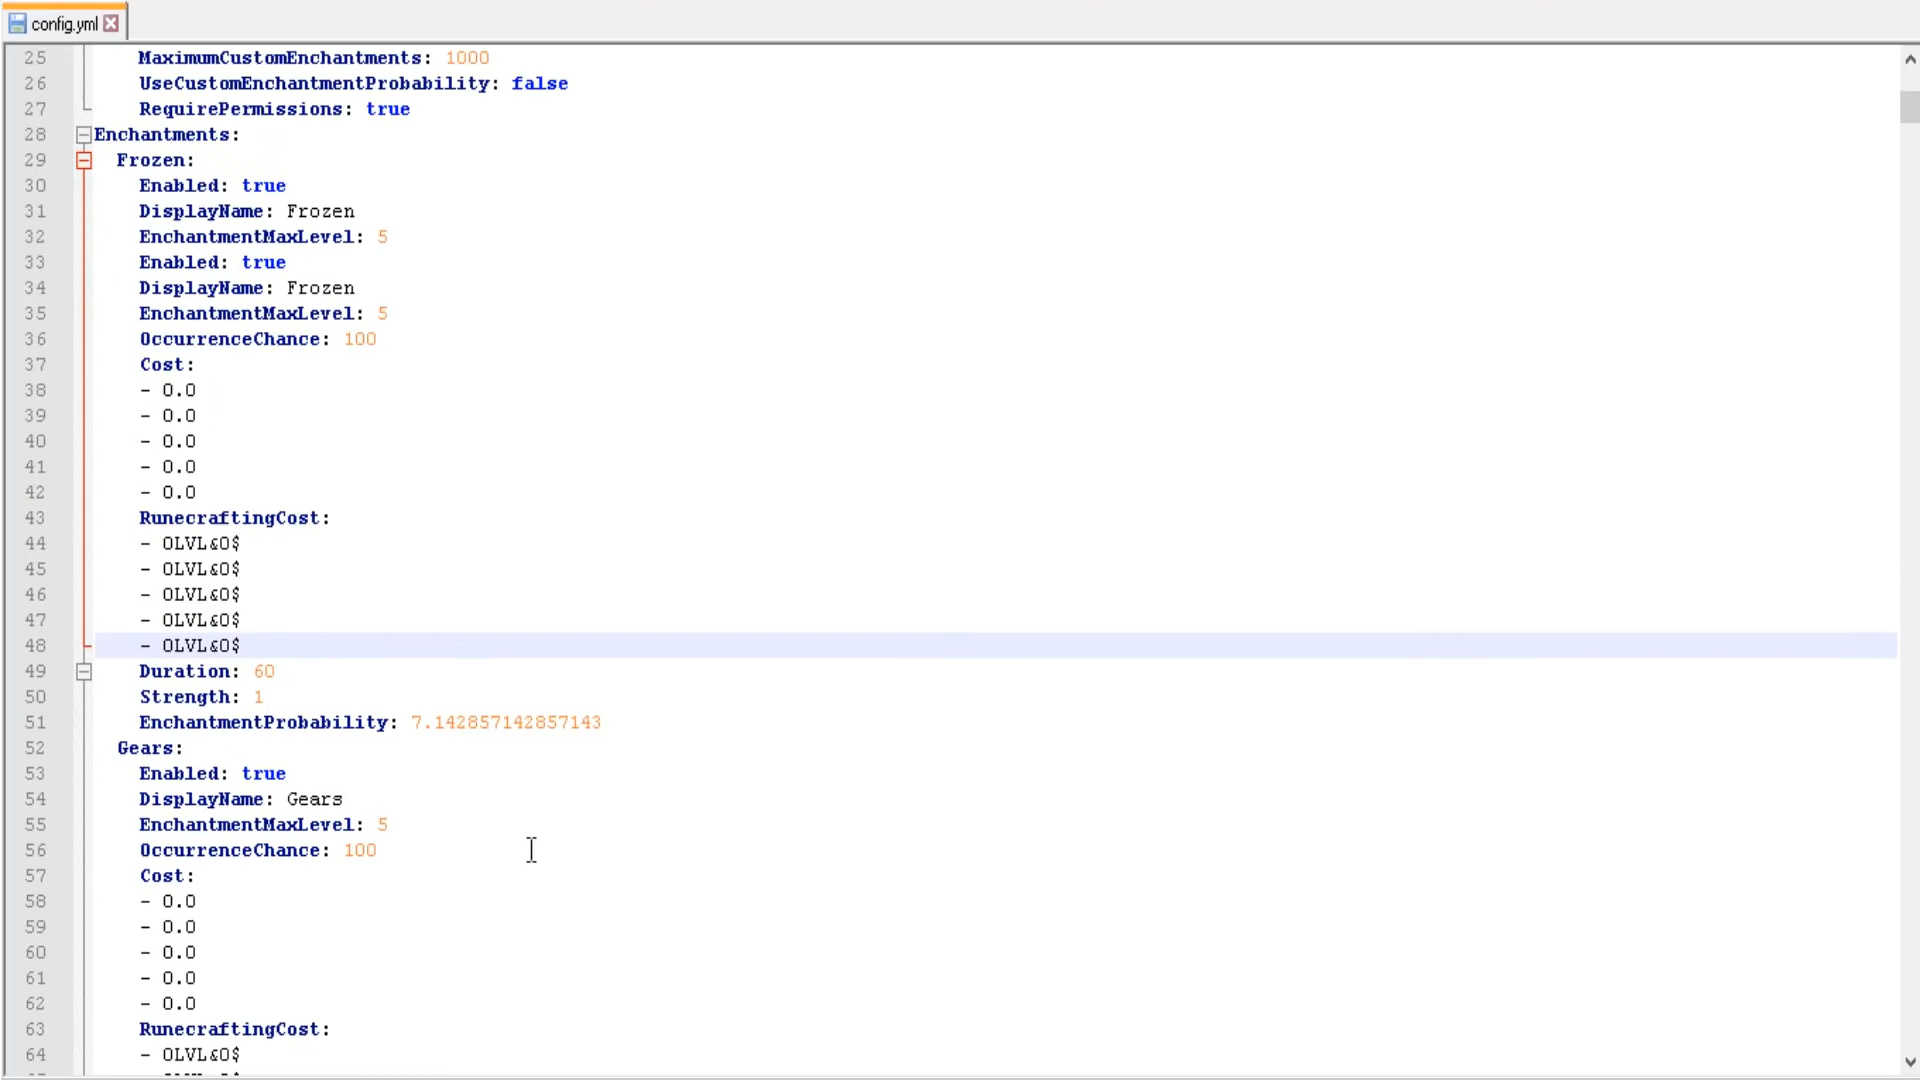 config.yml
25 MaximumCustomEnchantments: 1000
26 UseCustomEnchantmentProbability: false
27 RequirePermissions: true
28 Enchantments:
29 Frozen:
30 Enabled: true
31 DisplayName: Frozen
32 EnchantmentMaxLevel: 5
33 Enabled: true
34 DisplayName: Frozen
35 EnchantmentMaxLevel: 5
36 OccurrenceChance: 100
37 Cost:
38 - 0.0
39 - 0.0
40 - 0.0
41 - 0.0
42 - 0.0
43 RunecraftingCost:
44 - 0LVL&0$
45 - 0LVL&0$
46 - 0LVL&0$
47 - 0LVL&0$
48 - 0LVL&0$
49 Duration: 60
50 Strength: 1
51 EnchantmentProbability: 7.142857142857143
52 Gears:
53 Enabled: true
54 DisplayName: Gears
55 EnchantmentMaxLevel: 5
56 OccurrenceChance: 100
57 Cost:
58 - 0.0
59 - 0.0
60 - 0.0
61 - 0.0
62 - 0.0
63 RunecraftingCost:
64 - 0LVL&0$